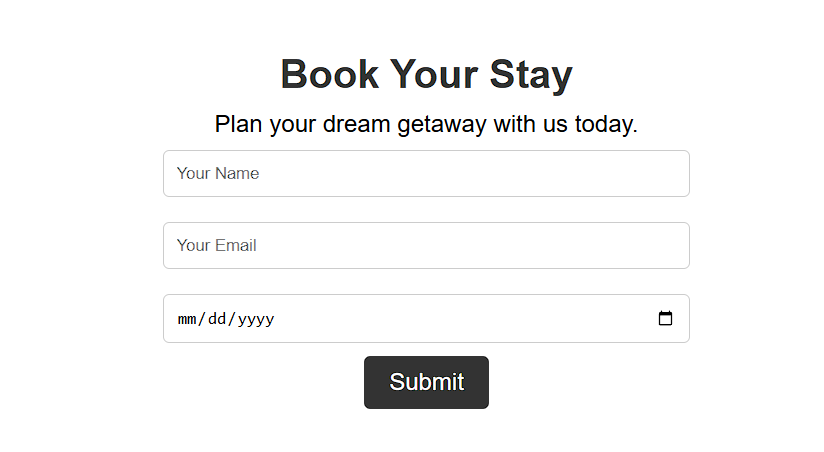 Book Your Stay
Plan your dream getaway with us today.
Your Name
Your Email
mm/dd/yyyy
Submit